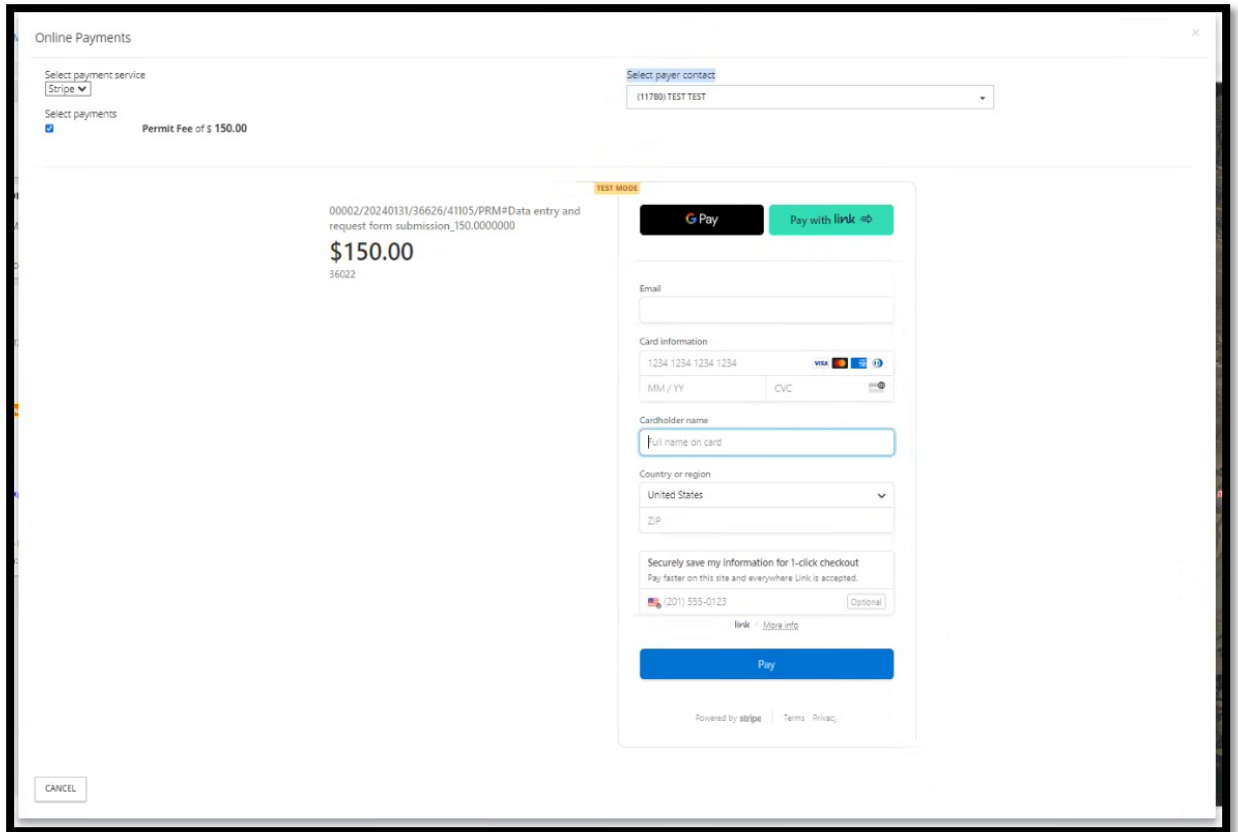 Online Payments
×
Select payment service
Stripe
Select payments
Permit Fee of $ 150.00
Select payer contact
(11780) TEST TEST
TEST MODE
00002/20240131/36626/41105/PRM#Data entry and
request form submission_150.0000000
$150.00
36022
G Pay
Pay with link
Email
Card information
1234 1234 1234 1234
VISA
MM / YY
CVC
Cardholder name
Full name on card
Country or region
United States
ZIP
Securely save my information for 1-click checkout
Pay faster on this site and everywhere Link is accepted.
(201) 555-0123
Optional
link · More info
Pay
Powered by stripe
Terms Privacy
CANCEL